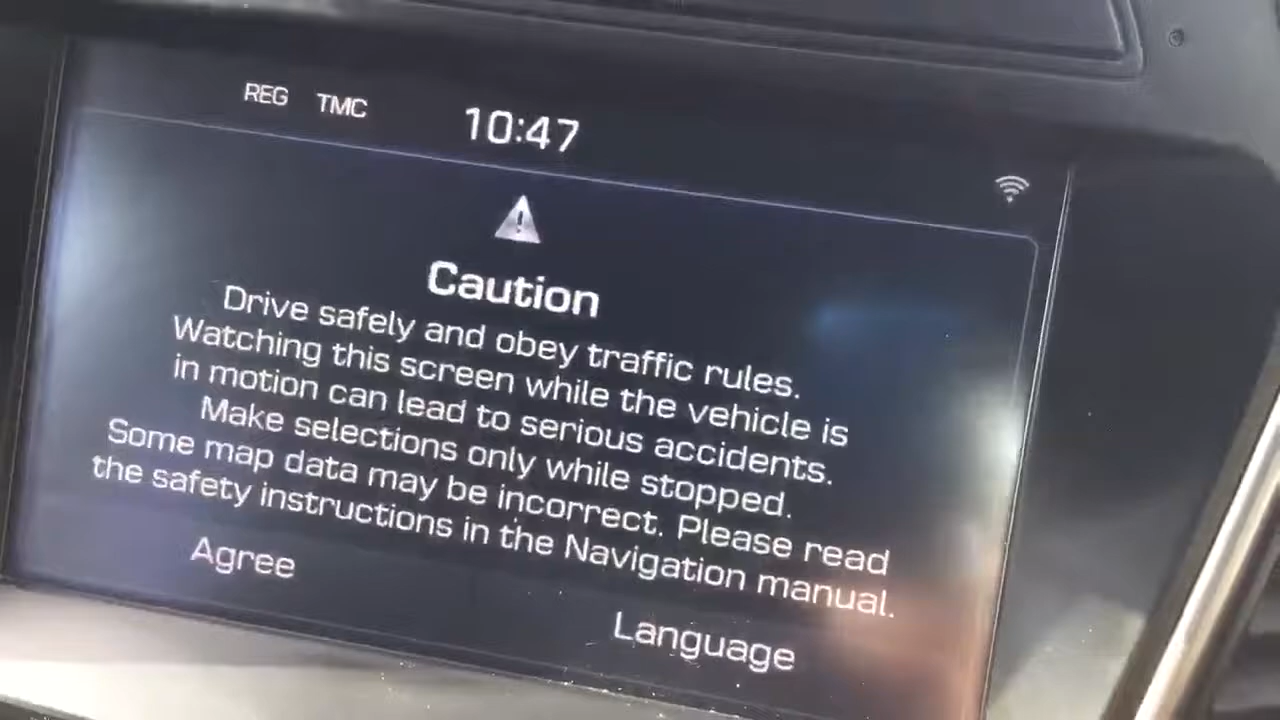 REG TMC 10:47
Caution
Drive safely and obey traffic rules.
Watching this screen while the vehicle is
in motion can lead to serious accidents.
Make selections only while stopped.
Some map data may be incorrect. Please read
the safety instructions in the Navigation manual.
Agree
Language